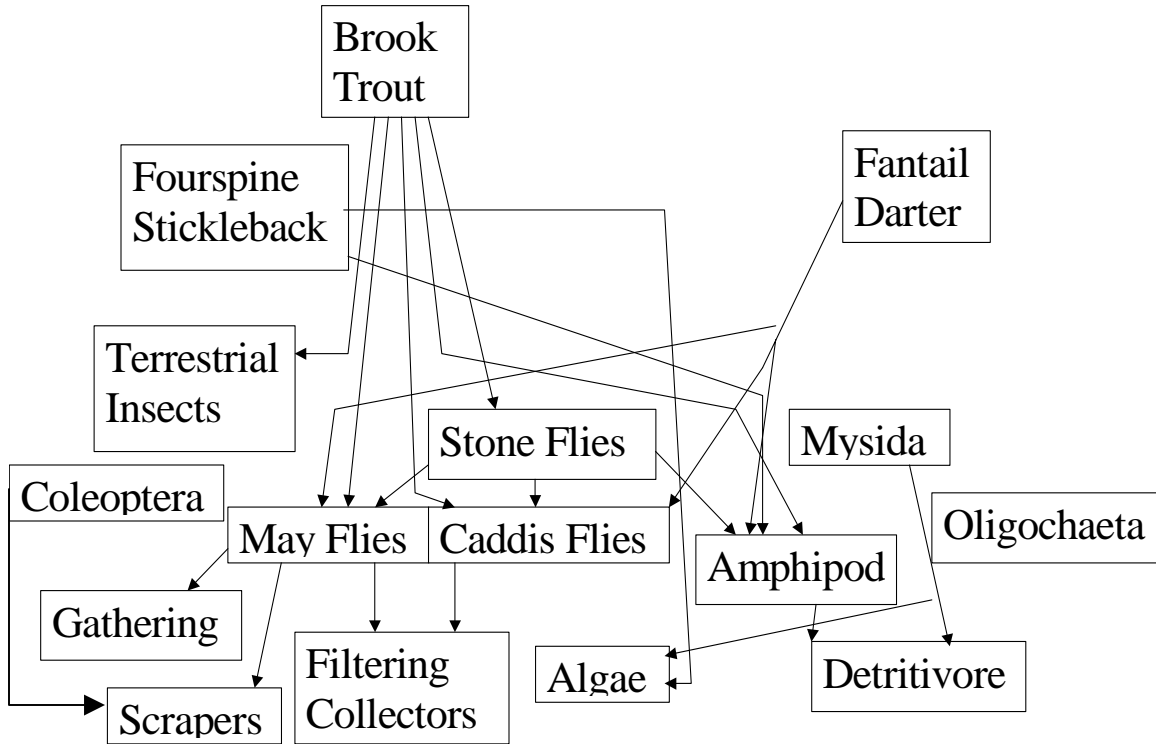 Brook
Trout
Fourspine
Stickleback
Fantail
Darter
Terrestrial
Insects
Stone Flies
Mysida
Coleoptera
Oligochaeta
May Flies
Caddis Flies
Amphipod
Gathering
Filtering
Collectors
Algae
Detritivore
Scrapers